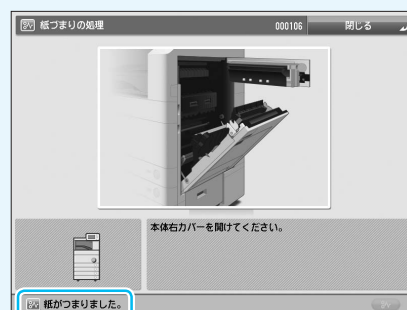 紙づまりの処理
000106
閉じる
本体右カバーを開けてください。
紙がつまりました。